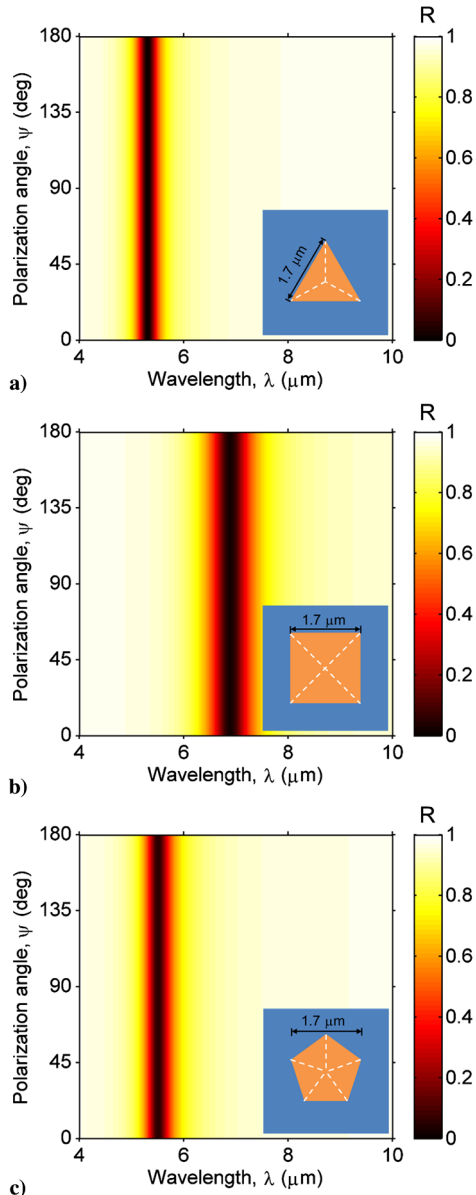 R
180
135
90
45
0
Polarization angle, ψ (deg)
4 6 8 10
Wavelength, λ (μm)
1
0.8
0.6
0.4
0.2
0
1.7 μm
a)
R
180
135
90
45
0
Polarization angle, ψ (deg)
4 6 8 10
Wavelength, λ (μm)
1
0.8
0.6
0.4
0.2
0
1.7 μm
b)
R
180
135
90
45
0
Polarization angle, ψ (deg)
4 6 8 10
Wavelength, λ (μm)
1
0.8
0.6
0.4
0.2
0
1.7 μm
c)